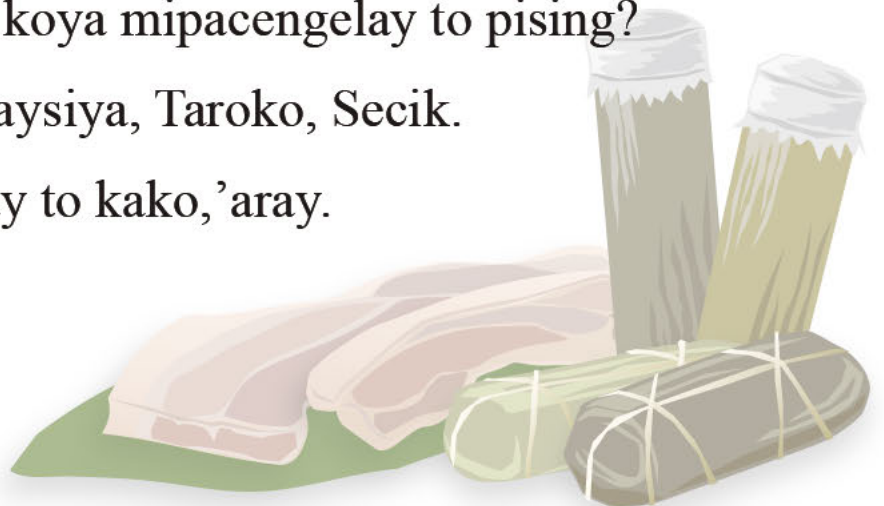 koya mipacengelay to pising?
aysiya, Taroko, Secik.
y to kako,’aray.